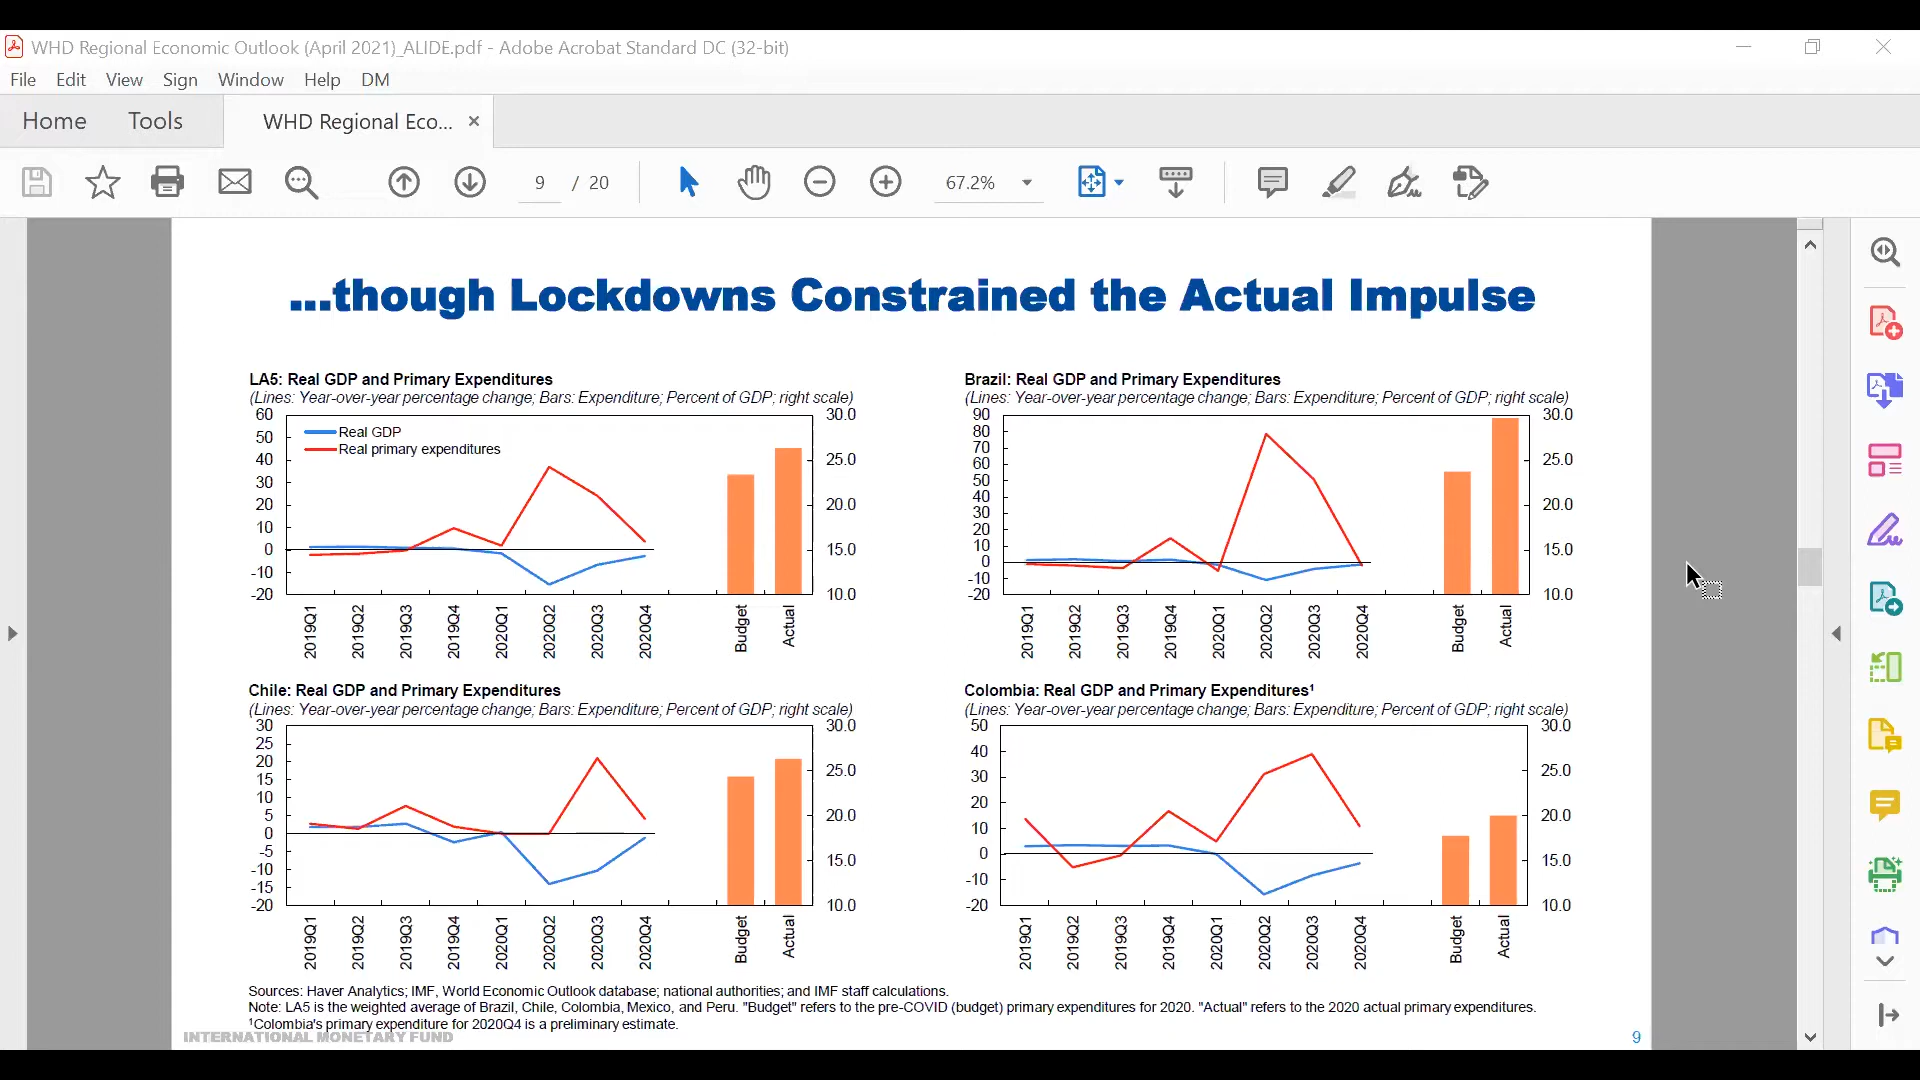 WHD Regional Economic Outlook (April 2021)_ALIDE.pdf - Adobe Acrobat Standard DC (32-bit)
File Edit View Sign Window Help DM
Home Tools WHD Regional Eco... ×
9 / 20 67.2%
...though Lockdowns Constrained the Actual Impulse
LA5: Real GDP and Primary Expenditures
(Lines: Year-over-year percentage change; Bars: Expenditure; Percent of GDP; right scale)
60 50 40 30 20 10 0 -10 -20
Real GDP
Real primary expenditures
30.0 25.0 20.0 15.0 10.0
2019Q1 2019Q2 2019Q3 2019Q4 2020Q1 2020Q2 2020Q3 2020Q4 Budget Actual
Brazil: Real GDP and Primary Expenditures
(Lines: Year-over-year percentage change; Bars: Expenditure; Percent of GDP; right scale)
90 80 70 60 50 40 30 20 10 0 -10 -20
30.0 25.0 20.0 15.0 10.0
2019Q1 2019Q2 2019Q3 2019Q4 2020Q1 2020Q2 2020Q3 2020Q4 Budget Actual
Chile: Real GDP and Primary Expenditures
(Lines: Year-over-year percentage change; Bars: Expenditure; Percent of GDP; right scale)
30 25 20 15 10 5 0 -5 -10 -15 -20
30.0 25.0 20.0 15.0 10.0
2019Q1 2019Q2 2019Q3 2019Q4 2020Q1 2020Q2 2020Q3 2020Q4 Budget Actual
Colombia: Real GDP and Primary Expenditures¹
(Lines: Year-over-year percentage change; Bars: Expenditure; Percent of GDP; right scale)
50 40 30 20 10 0 -10 -20
30.0 25.0 20.0 15.0 10.0
2019Q1 2019Q2 2019Q3 2019Q4 2020Q1 2020Q2 2020Q3 2020Q4 Budget Actual
Sources: Haver Analytics; IMF, World Economic Outlook database; national authorities; and IMF staff calculations.
Note: LA5 is the weighted average of Brazil, Chile, Colombia, Mexico, and Peru. "Budget" refers to the pre-COVID (budget) primary expenditures for 2020. "Actual" refers to the 2020 actual primary expenditures.
¹Colombia's primary expenditure for 2020Q4 is a preliminary estimate.
INTERNATIONAL MONETARY FUND
9